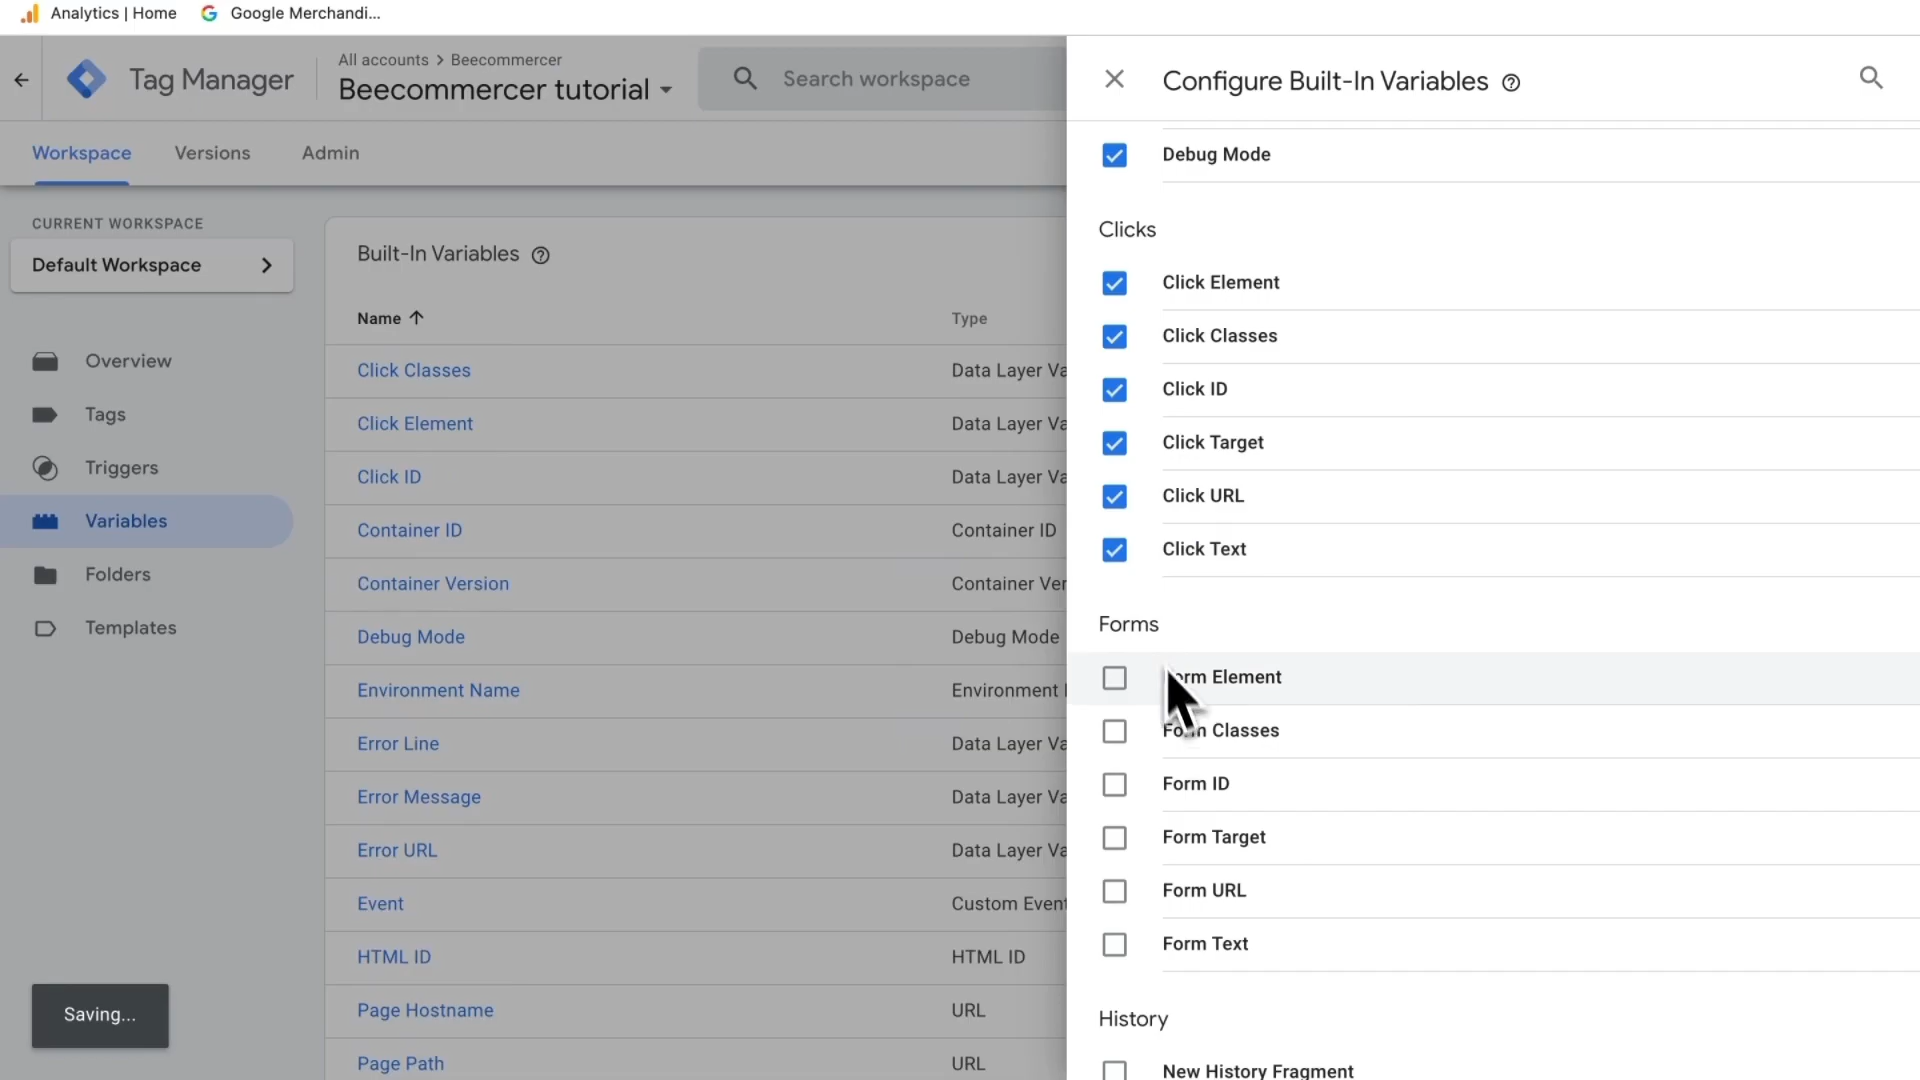 Analytics | Home
Google Merchandi...
Tag Manager
All accounts > Beecommercer
Beecommercer tutorial
Search workspace
Workspace
Versions
Admin
CURRENT WORKSPACE
Default Workspace
Overview
Tags
Triggers
Variables
Folders
Templates
Saving...
Built-In Variables
Name
Type
Click Classes
Data Layer Va
Click Element
Data Layer Va
Click ID
Data Layer Va
Container ID
Container ID
Container Version
Container Ver
Debug Mode
Debug Mode
Environment Name
Environment
Error Line
Data Layer Va
Error Message
Data Layer Va
Error URL
Data Layer Va
Event
Custom Event
HTML ID
HTML ID
Page Hostname
URL
Page Path
URL
Configure Built-In Variables
Debug Mode
Clicks
Click Element
Click Classes
Click ID
Click Target
Click URL
Click Text
Forms
Form Element
Form Classes
Form ID
Form Target
Form URL
Form Text
History
New History Fragment